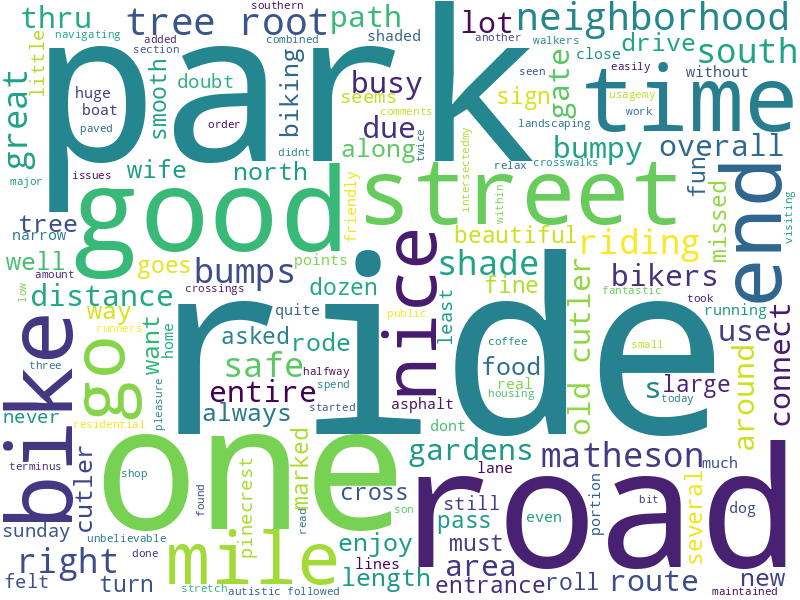 southern
thru
tree root
path
lot
neighborhood
navigating
added
combined
shaded
another
walkers
close
drive
south
section
little
park
time
great
huge
boat
smooth
doubt
biking
busy
seems
sign
gate
seen
easily
without
usagemy
work
paved
order
due
comments
landscaping
bumpy
overall
major
issues
wife
north
didnt
along
twice
relax
crosswalks
fun
tree
narrow
good
friendly
street
intersectedmy
within
missed
end
visiting
well
goes
bumps
points
nice
beautiful
riding
shade
fine
bikers
amount
low
distance
crossings
dozen
ride
least
old cutler
fantastic
took
running
way
runners
want
home
quite
public
asked
rode
coffee
small
use
connect
bike
go
three
safe
halfway
food
real
s
large
around
never
residential
pleasure
entire
spend
asphalt
housing
today
always
started
dont
sunday
cutler
one
gardens
matheson
much
terminus
shop
marked
cross
lane
road
several
dog
unbelievable
found
pinecrest
read
son
still
pass
even
portion
bit
right
done
mile
enjoy
lines
must
area
felt
turn
stretch
autistic
followed
length
entrance
roll
route
new
maintained